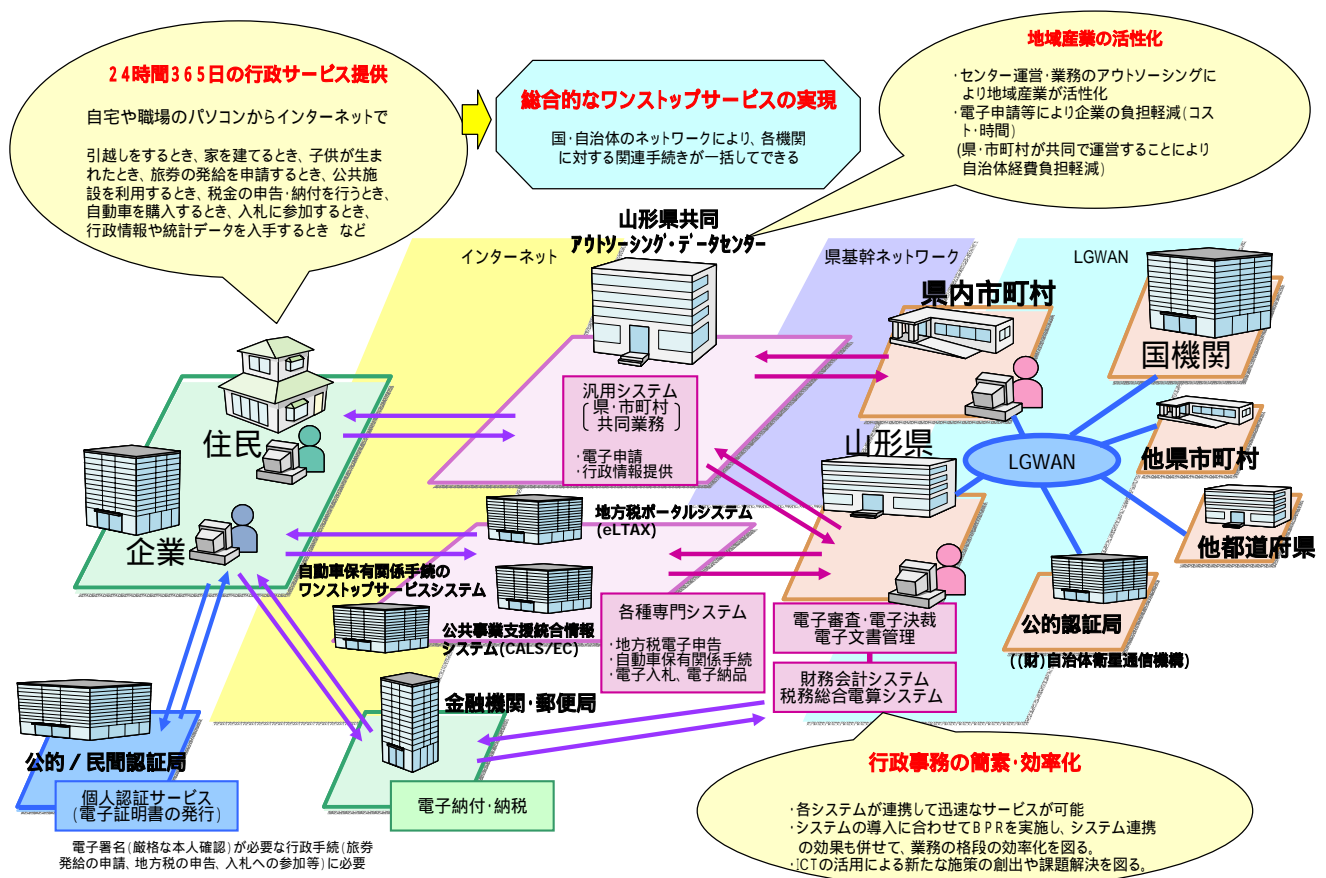 24時間365日の行政サービス提供
自宅や職場のパソコンからインターネットで
引越しをするとき、家を建てるとき、子供が生ま
れたとき、旅券の発給を申請するとき、公共施
設を利用するとき、税金の申告・納付を行うとき、
自動車を購入するとき、入札に参加するとき、
行政情報や統計データを入手するとき など
総合的なワンストップサービスの実現
国・自治体のネットワークにより、各機関
に対する関連手続きが一括してできる
地域産業の活性化
・センター運営・業務のアウトソーシングに
より地域産業が活性化
・電子申請等により企業の負担軽減(コス
ト・時間)
(県・市町村が共同で運営することにより
自治体経費負担軽減)
山形県共同
アウトソーシング・データセンター
インターネット
県基幹ネットワーク
LGWAN
県内市町村
国機関
汎用システム
県・市町村
共同業務
・電子申請
・行政情報提供
住民
山形県
LGWAN
他県市町村
企業
地方税ポータルシステム
(eLTAX)
他都道府県
自動車保有関係手続の
ワンストップサービスシステム
公共事業支援統合情報
システム(CALS/EC)
各種専門システム
・地方税電子申告
・自動車保有関係手続
・電子入札、電子納品
電子審査・電子決裁
電子文書管理
財務会計システム
税務総合電算システム
公的認証局
((財)自治体衛星通信機構)
金融機関・郵便局
電子納付・納税
公的/民間認証局
個人認証サービス
(電子証明書の発行)
電子署名(厳格な本人確認)が必要な行政手続(旅券
発給の申請、地方税の申告、入札への参加等)に必要
行政事務の簡素・効率化
・各システムが連携して迅速なサービスが可能
・システムの導入に合わせてBPRを実施し、システム連携
の効果も併せて、業務の格段の効率化を図る。
・ICTの活用による新たな施策の創出や課題解決を図る。